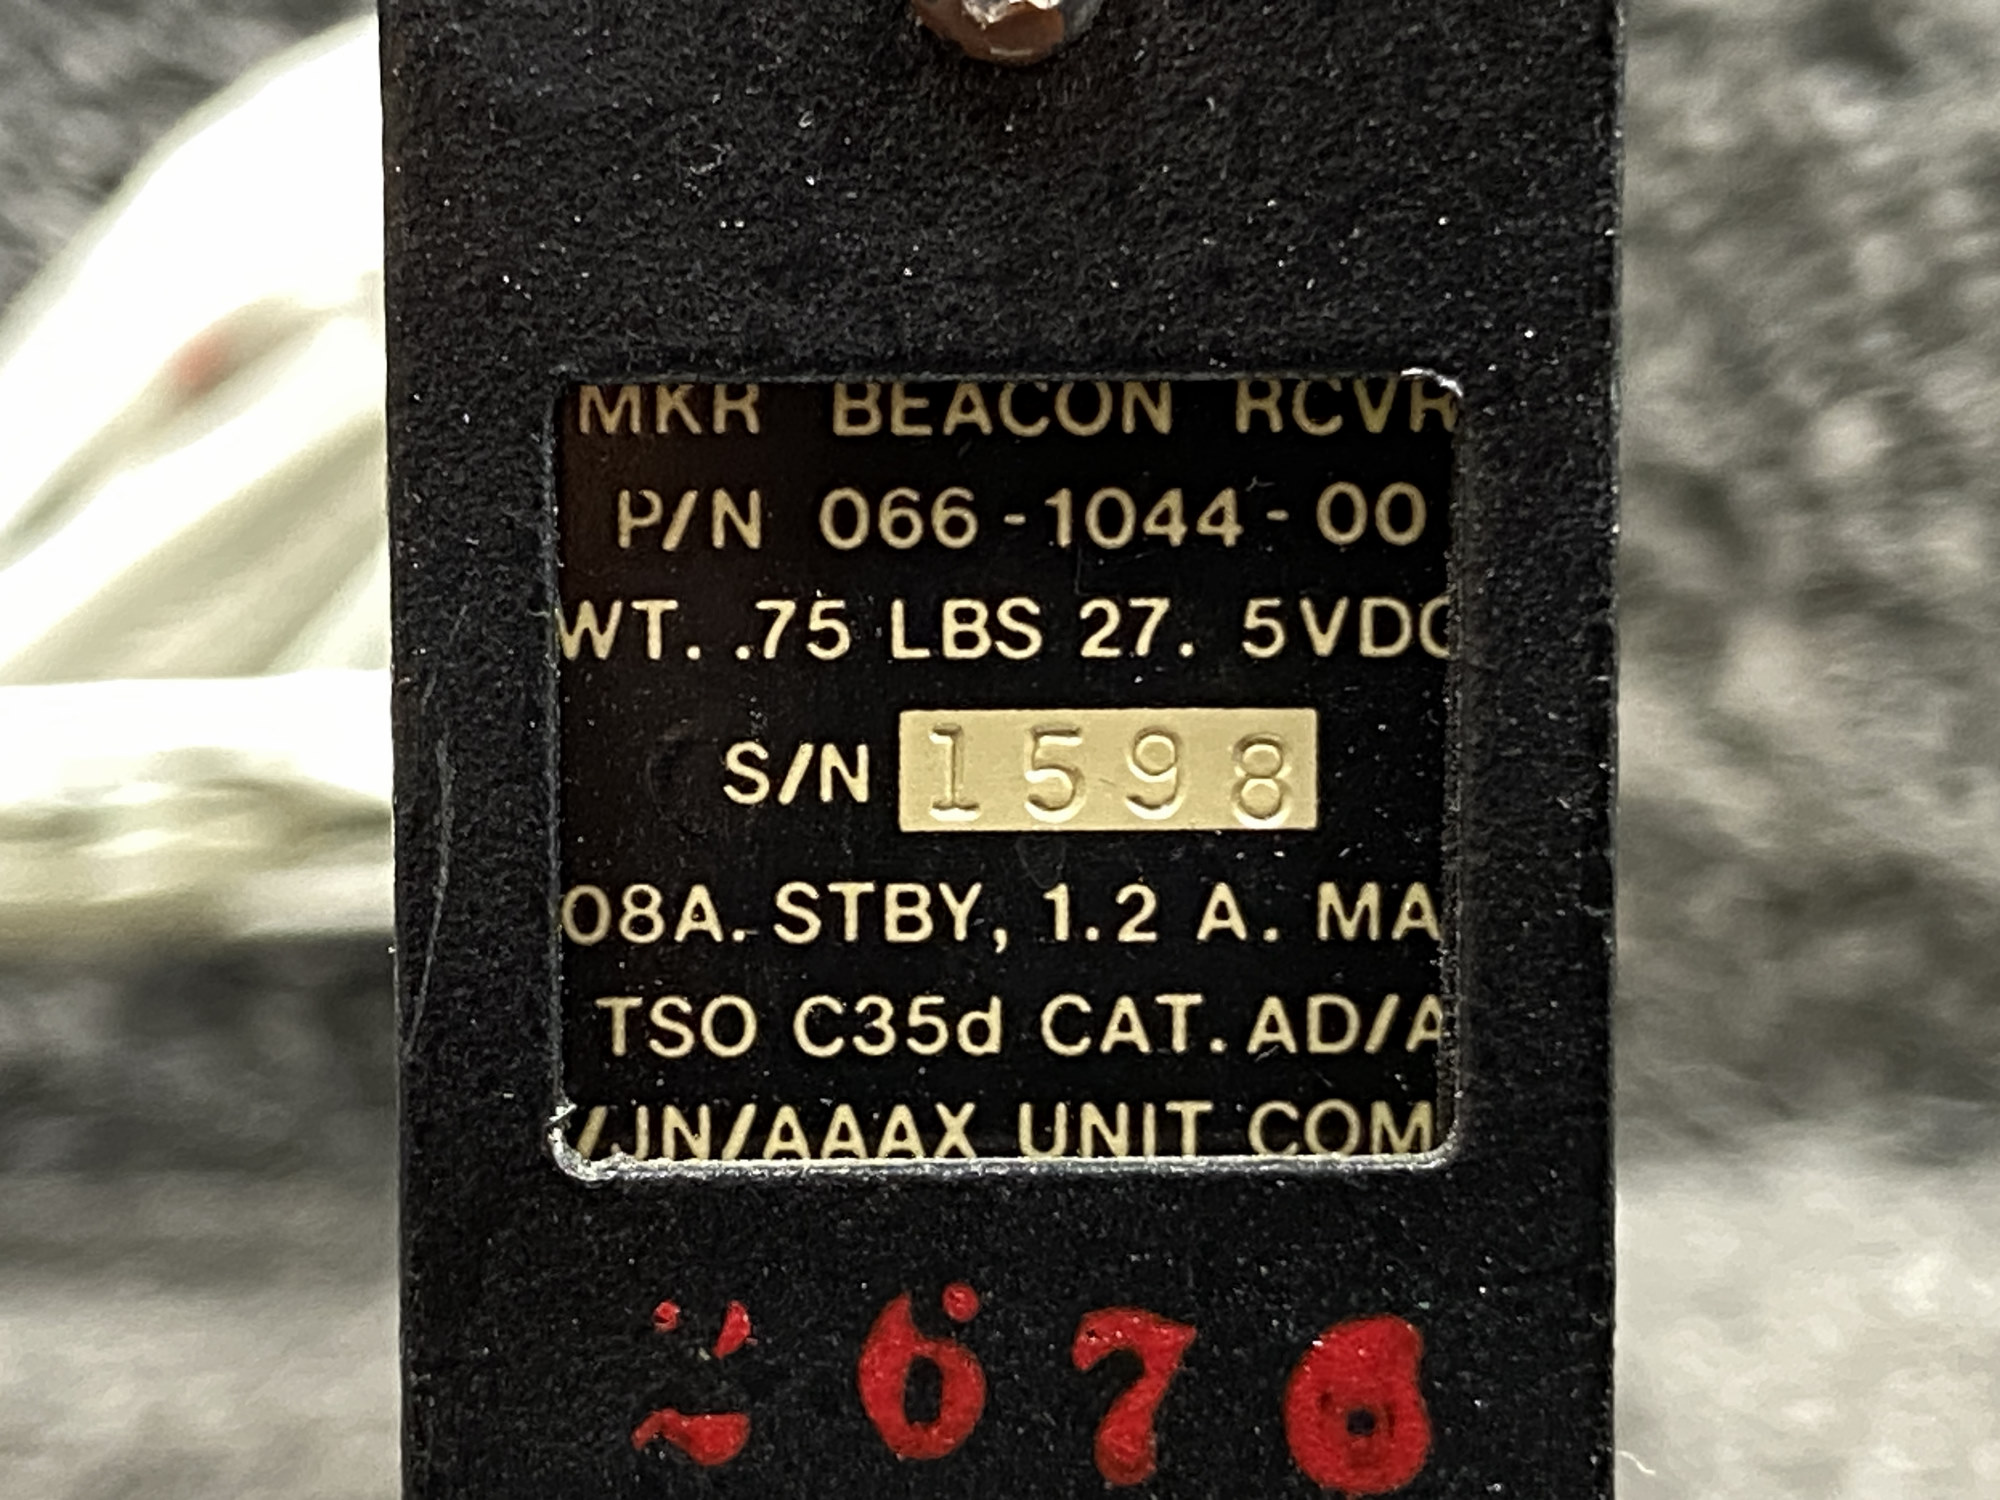 MKR BEACON RCVR
P/N 066-1044-00
WT. .75 LBS 27. 5VDC
S/N 1598
08A. STBY, 1.2 A. MA
TSO C35d CAT. AD/A
/JN/AAAX UNIT COM